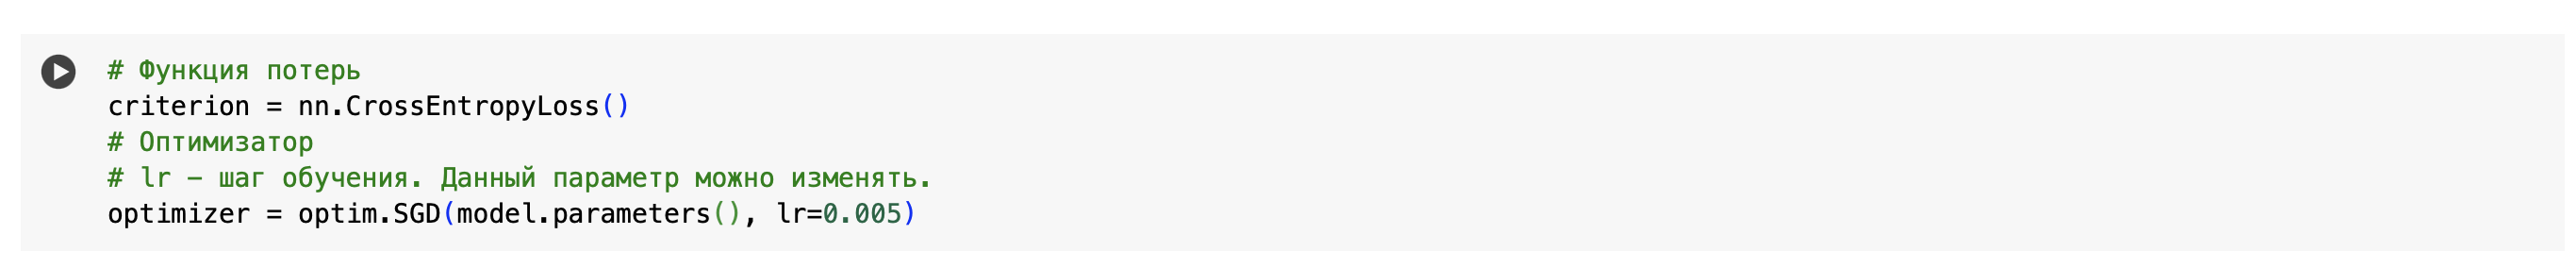 # Функция потерь
criterion = nn.CrossEntropyLoss()
# Оптимизатор
# lr – шаг обучения. Данный параметр можно изменять.
optimizer = optim.SGD(model.parameters(), lr=0.005)